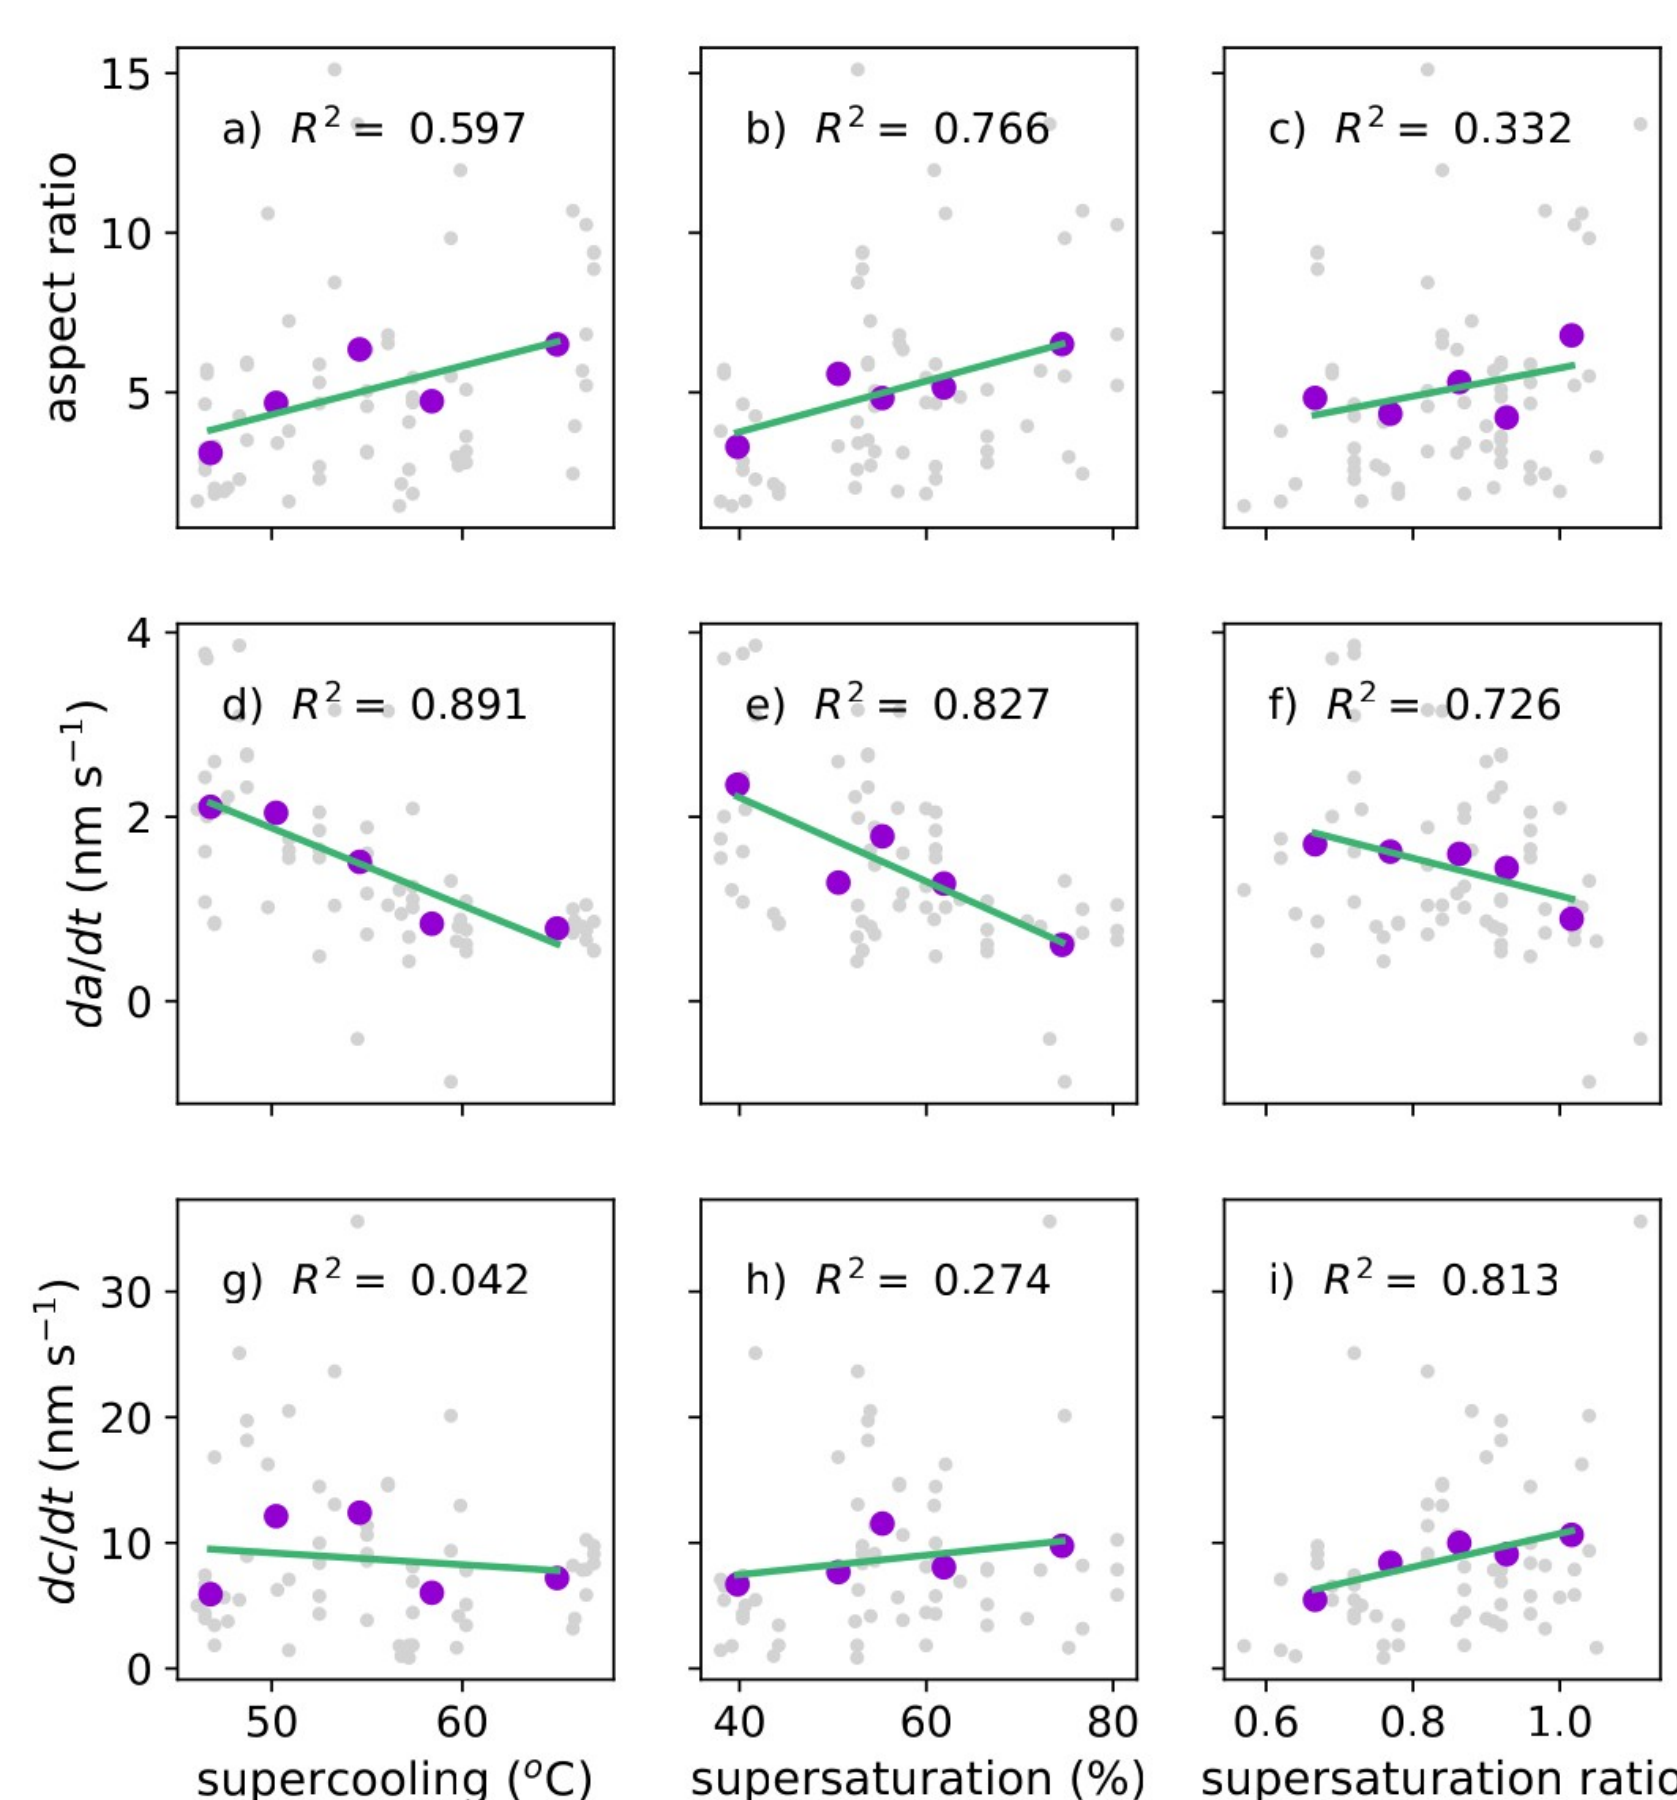 a) R² = 0.597
b) R² = 0.766
c) R² = 0.332
aspect ratio
15
10
5
d) R² = 0.891
e) R² = 0.827
f) R² = 0.726
da/dt (nm s⁻¹)
4
2
0
g) R² = 0.042
h) R² = 0.274
i) R² = 0.813
dc/dt (nm s⁻¹)
30
20
10
0
50 60
40 60 80
0.6 0.8 1.0
supercooling (°C)
supersaturation (%)
supersaturation ratio